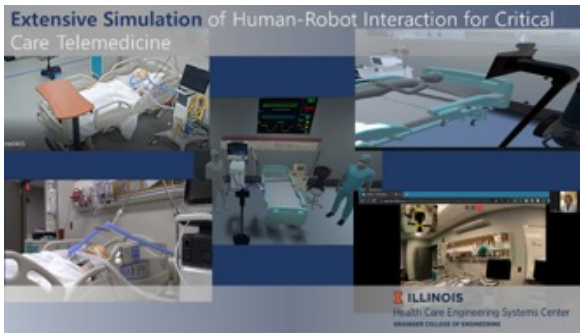 Extensive Simulation of Human-Robot Interaction for Critical
Care Telemedicine
I ILLINOIS
Health Care Engineering Systems Center
GRAINGER COLLEGE OF ENGINEERING